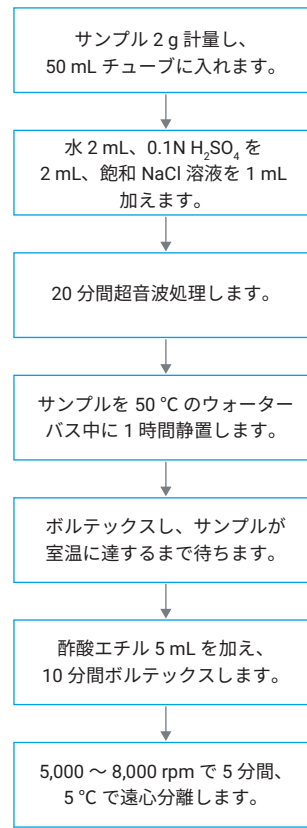 サンプル 2 g 計量し、
50 mL チューブに入れます。
水 2 mL、0.1N H₂SO₄ を
2 mL、飽和 NaCl 溶液を 1 mL
加えます。
20 分間超音波処理します。
サンプルを 50 °C のウォーター
バス中に 1 時間静置します。
ボルテックスし、サンプルが
室温に達するまで待ちます。
酢酸エチル 5 mL を加え、
10 分間ボルテックスします。
5,000 ～ 8,000 rpm で 5 分間、
5 °C で遠心分離します。